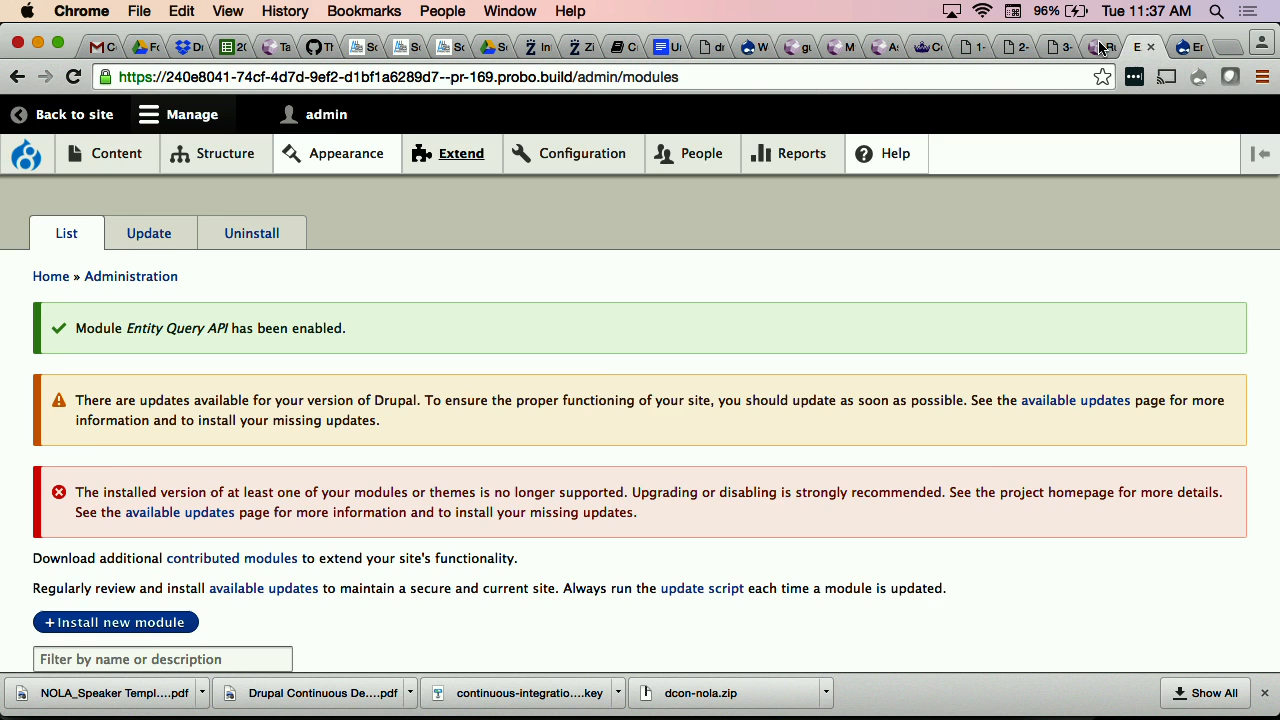 Chrome File Edit View History Bookmarks People Window Help 96% Tue 11:37 AM
https://240e8041-74cf-4d7d-9ef2-d1bf1a6289d7--pr-169.probo.build/admin/modules
Back to site Manage admin
Content Structure Appearance Extend Configuration People Reports Help
List Update Uninstall
Home » Administration
Module Entity Query API has been enabled.
There are updates available for your version of Drupal. To ensure the proper functioning of your site, you should update as soon as possible. See the available updates page for more
information and to install your missing updates.
The installed version of at least one of your modules or themes is no longer supported. Upgrading or disabling is strongly recommended. See the project homepage for more details.
See the available updates page for more information and to install your missing updates.
Download additional contributed modules to extend your site's functionality.
Regularly review and install available updates to maintain a secure and current site. Always run the update script each time a module is updated.
+Install new module
Filter by name or description
NOLA_Speaker Templ....pdf Drupal Continuous De....pdf continuous-integratio....key dcon-nola.zip Show All